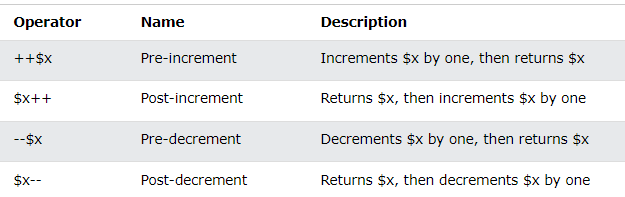 Operator Name Description
++$x Pre-increment Increments $x by one, then returns $x
$x++ Post-increment Returns $x, then increments $x by one
--$x Pre-decrement Decrements $x by one, then returns $x
$x-- Post-decrement Returns $x, then decrements $x by one